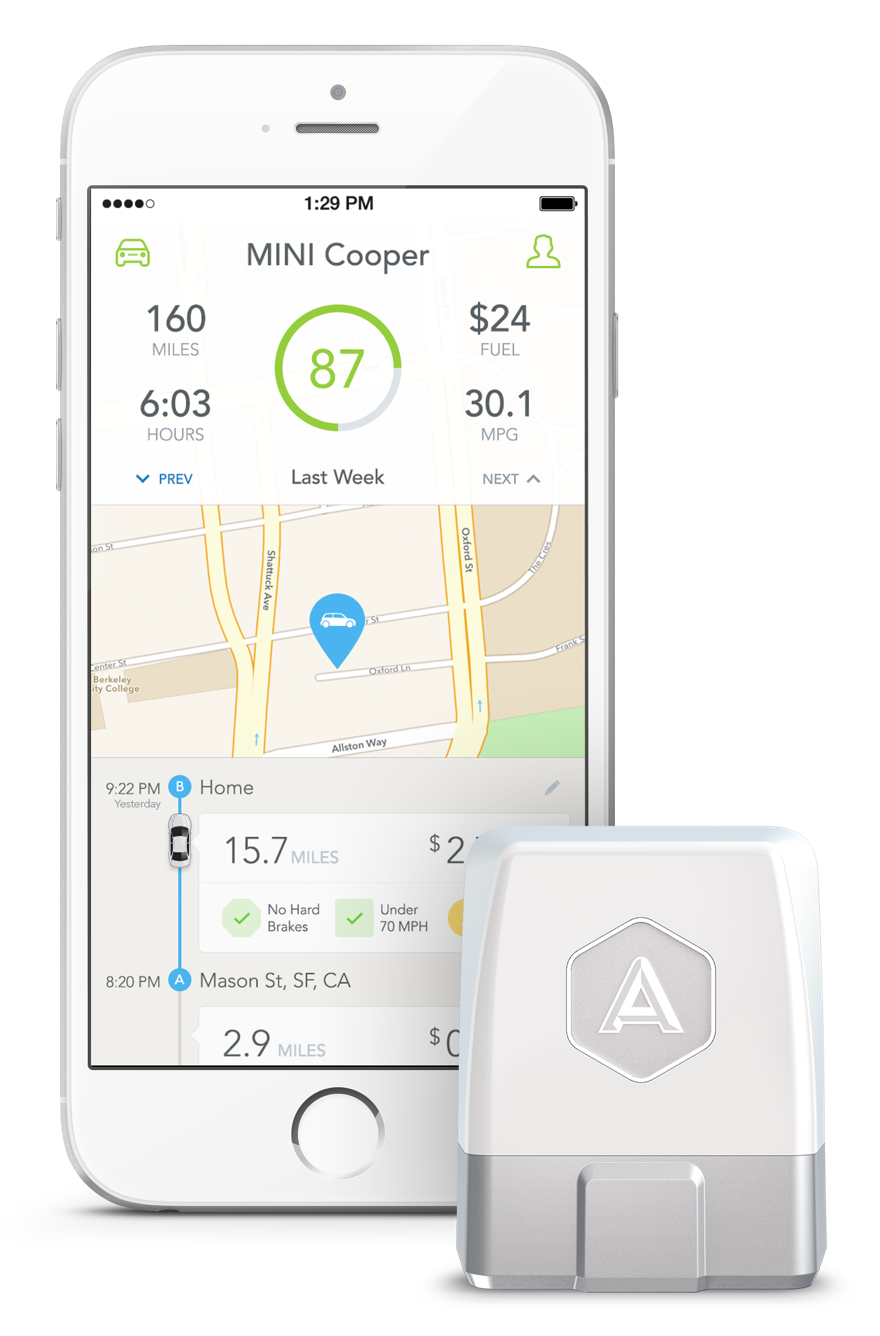 1:29 PM
MINI Cooper
160
MILES
87
$24
FUEL
6:03
HOURS
30.1
MPG
PREV
Last Week
NEXT
Shattuck Ave
Oxford St
The Cres
Frank S
on St
r St
enter St
Oxford Ln
Berkeley
ity College
Allston Way
9:22 PM
B
Home
Yesterday
15.7 MILES
$2
No Hard
Brakes
Under
70 MPH
8:20 PM
A
Mason St, SF, CA
2.9 MILES
$0
A